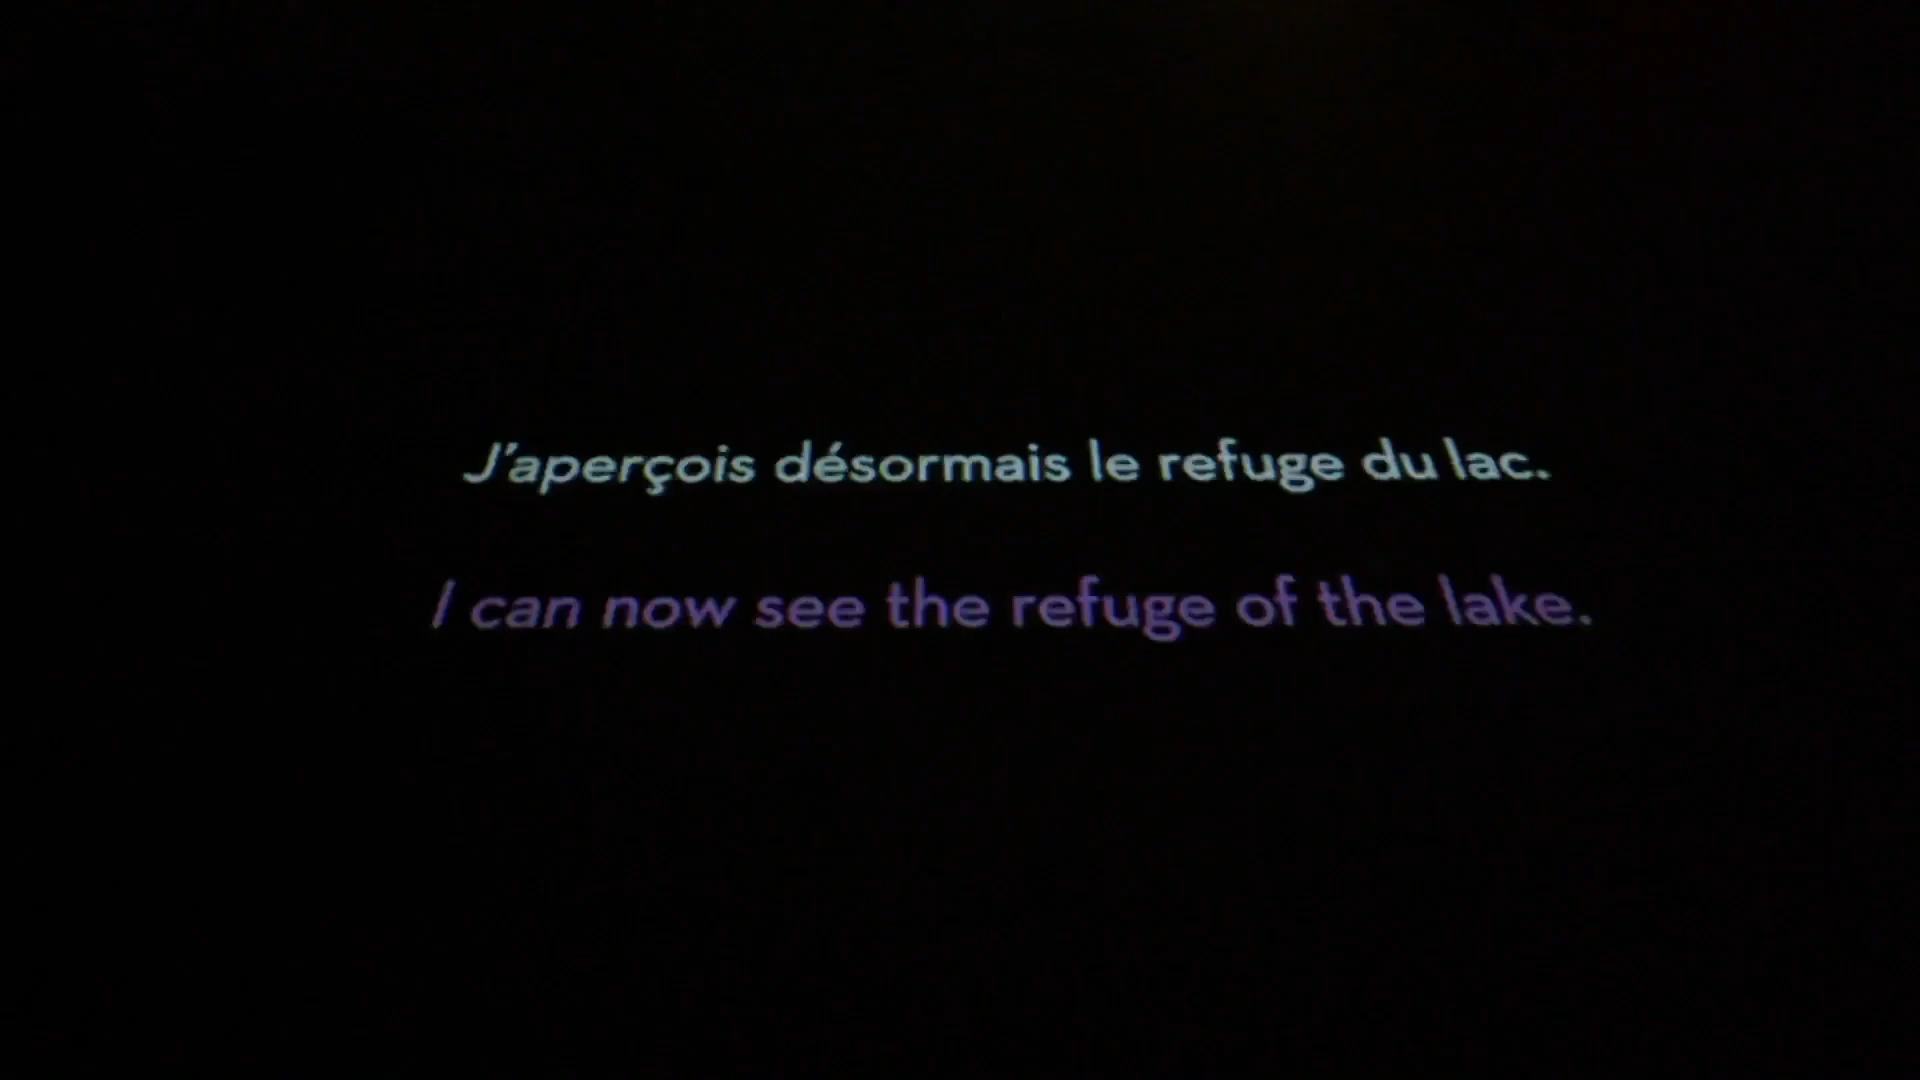 J'aperçois désormais le refuge du lac.
I can now see the refuge of the lake.